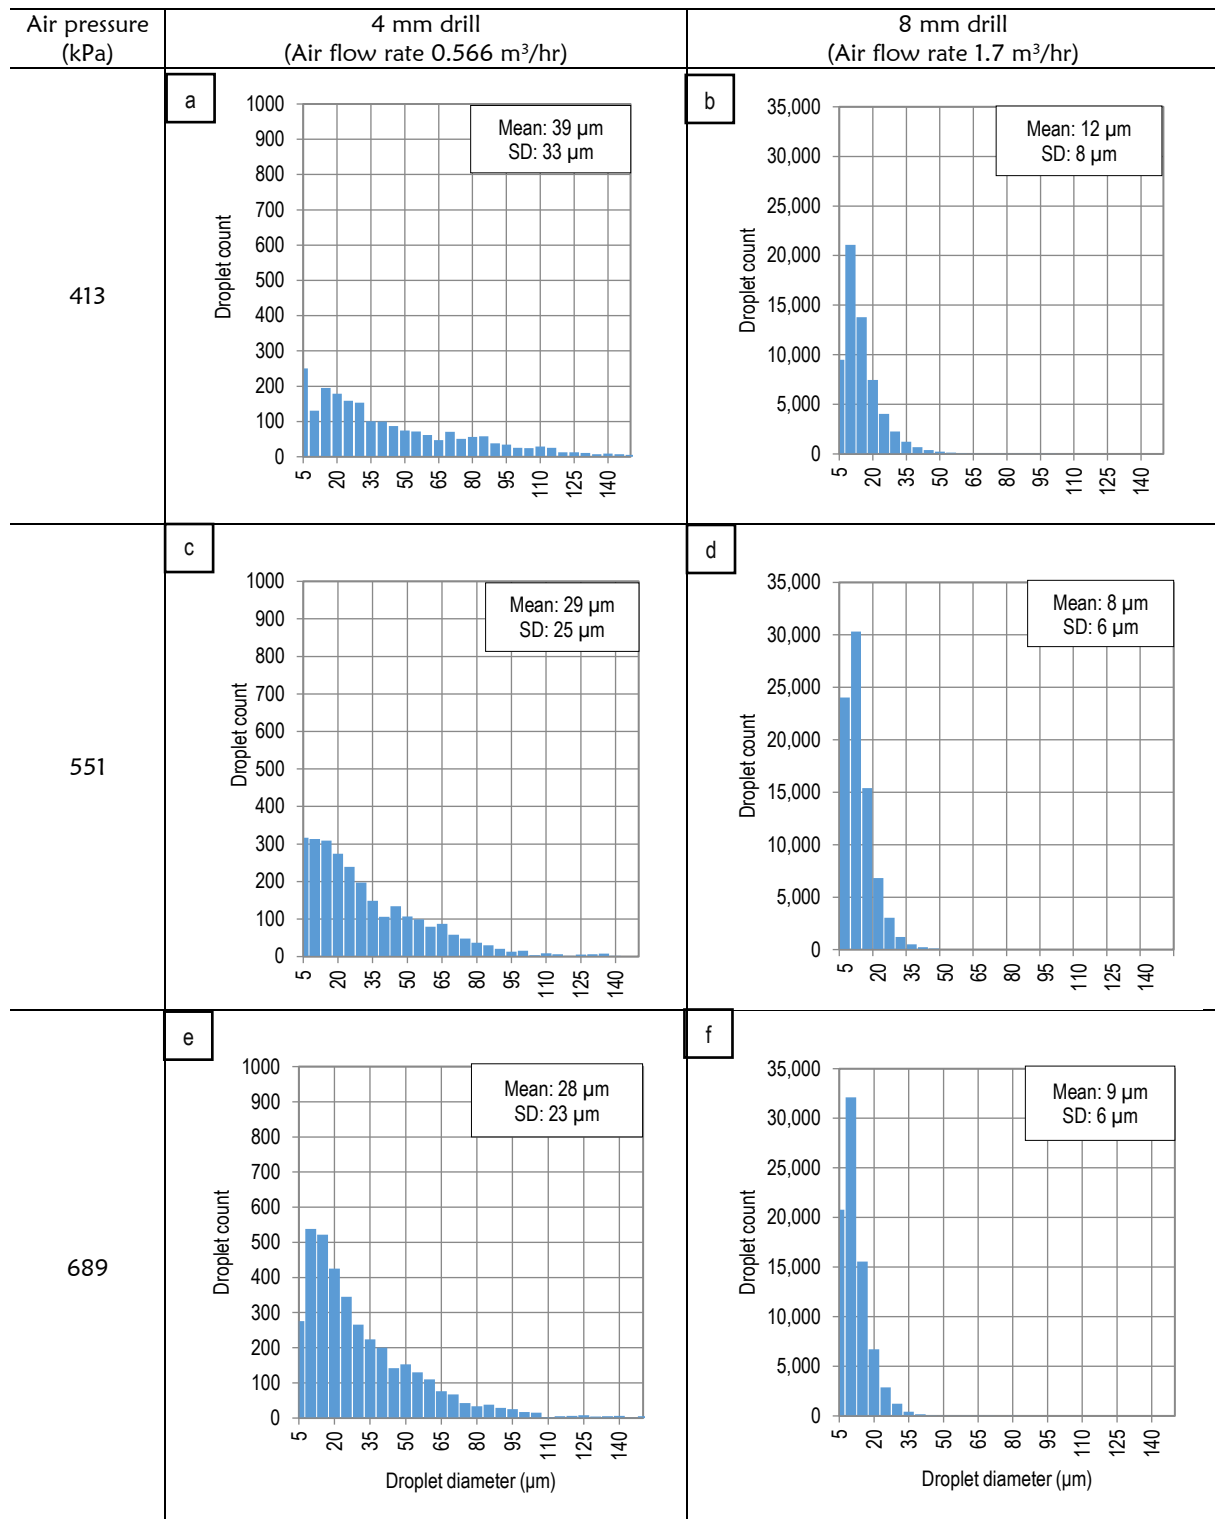 Air pressure
(kPa)
4 mm drill
(Air flow rate 0.566 m³/hr)
8 mm drill
(Air flow rate 1.7 m³/hr)
413
a
Mean: 39 µm
SD: 33 µm
Droplet count
1000
900
800
700
600
500
400
300
200
100
0
5 20 35 50 65 80 95 110 125 140
b
Mean: 12 µm
SD: 8 µm
Droplet count
35,000
30,000
25,000
20,000
15,000
10,000
5,000
0
5 20 35 50 65 80 95 110 125 140
551
c
Mean: 29 µm
SD: 25 µm
Droplet count
1000
900
800
700
600
500
400
300
200
100
0
5 20 35 50 65 80 95 110 125 140
d
Mean: 8 µm
SD: 6 µm
Droplet count
35,000
30,000
25,000
20,000
15,000
10,000
5,000
0
5 20 35 50 65 80 95 110 125 140
689
e
Mean: 28 µm
SD: 23 µm
Droplet count
1000
900
800
700
600
500
400
300
200
100
0
5 20 35 50 65 80 95 110 125 140
Droplet diameter (µm)
f
Mean: 9 µm
SD: 6 µm
Droplet count
35,000
30,000
25,000
20,000
15,000
10,000
5,000
0
5 20 35 50 65 80 95 110 125 140
Droplet diameter (µm)